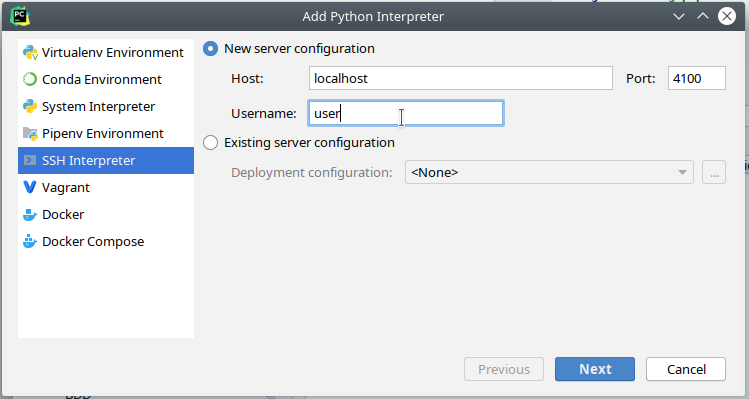 PC
Add Python Interpreter
Virtualenv Environment
Conda Environment
System Interpreter
Pipenv Environment
SSH Interpreter
Vagrant
Docker
Docker Compose
New server configuration
Host: localhost Port: 4100
Username: user
Existing server configuration
Deployment configuration: <None> ...
Previous Next Cancel